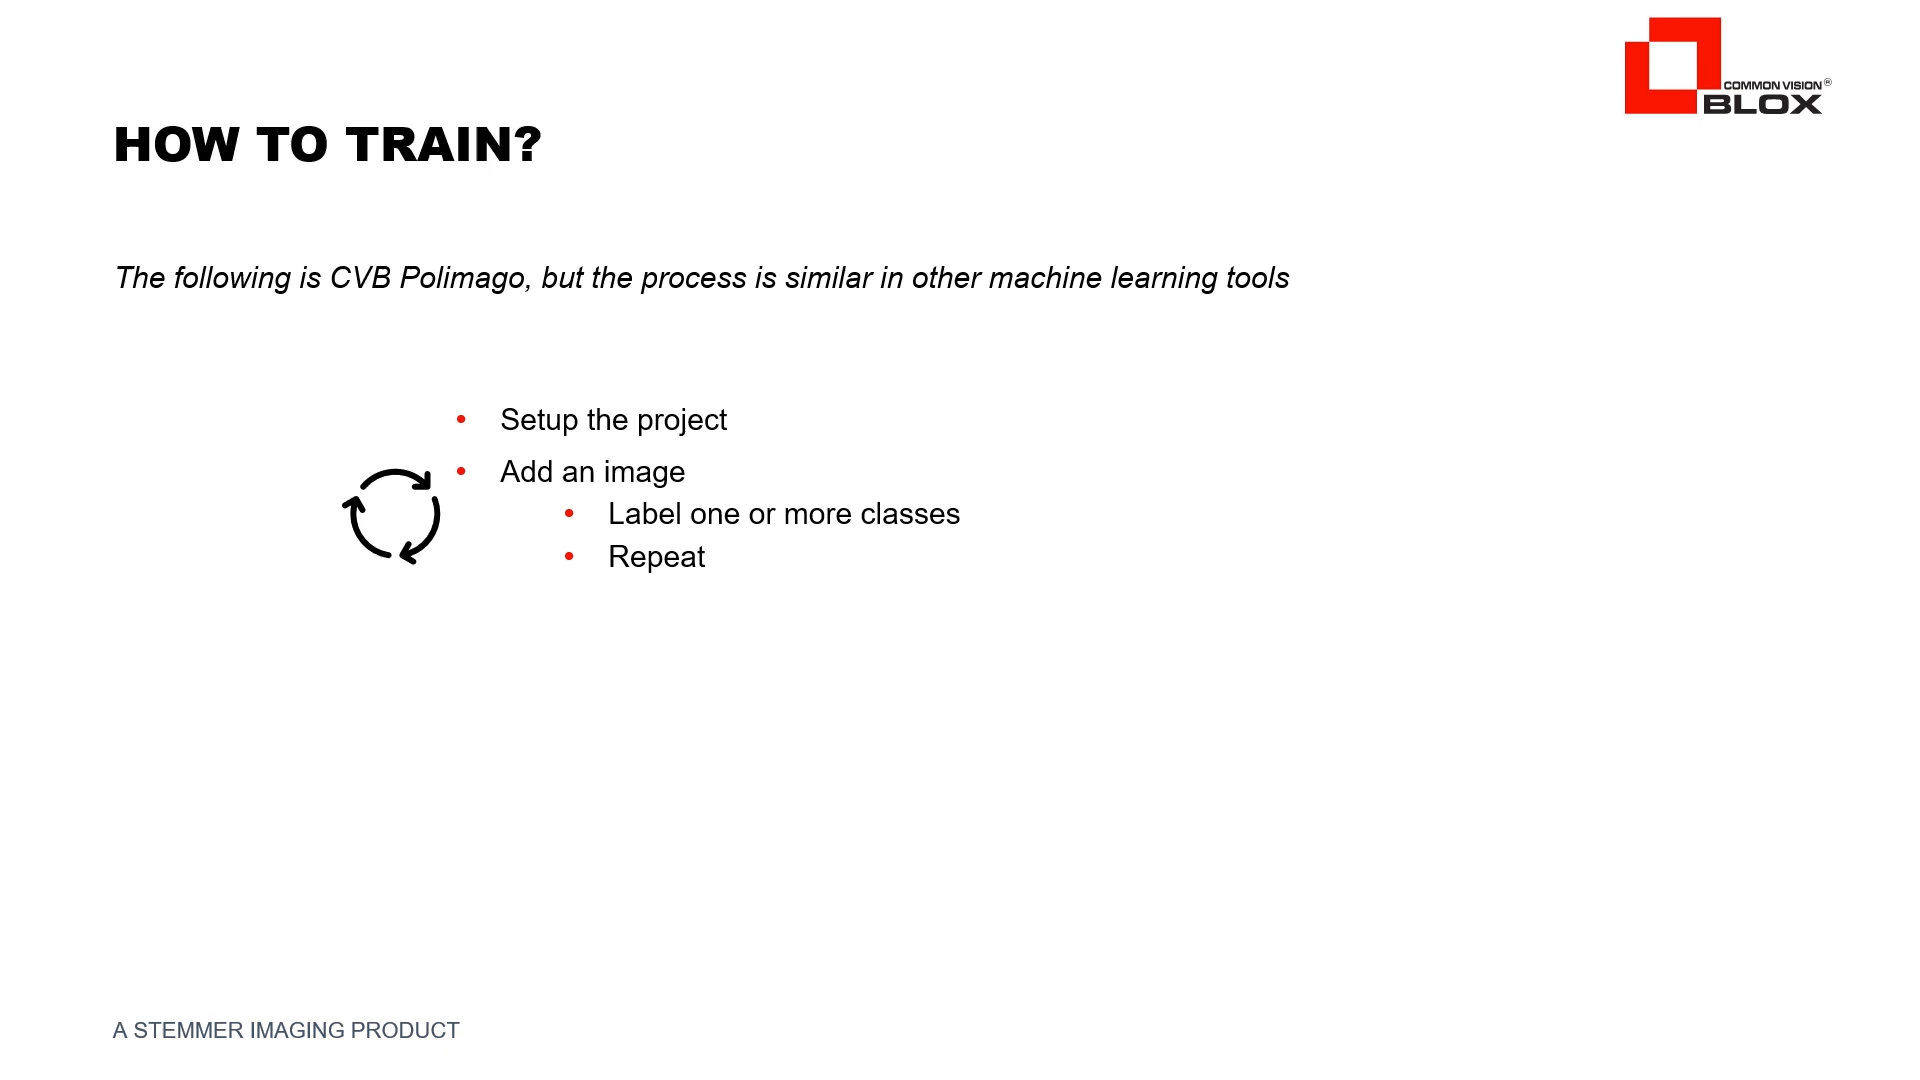 COMMON VISION®
BLOX
HOW TO TRAIN?
The following is CVB Polimago, but the process is similar in other machine learning tools
• Setup the project
• Add an image
• Label one or more classes
• Repeat
A STEMMER IMAGING PRODUCT